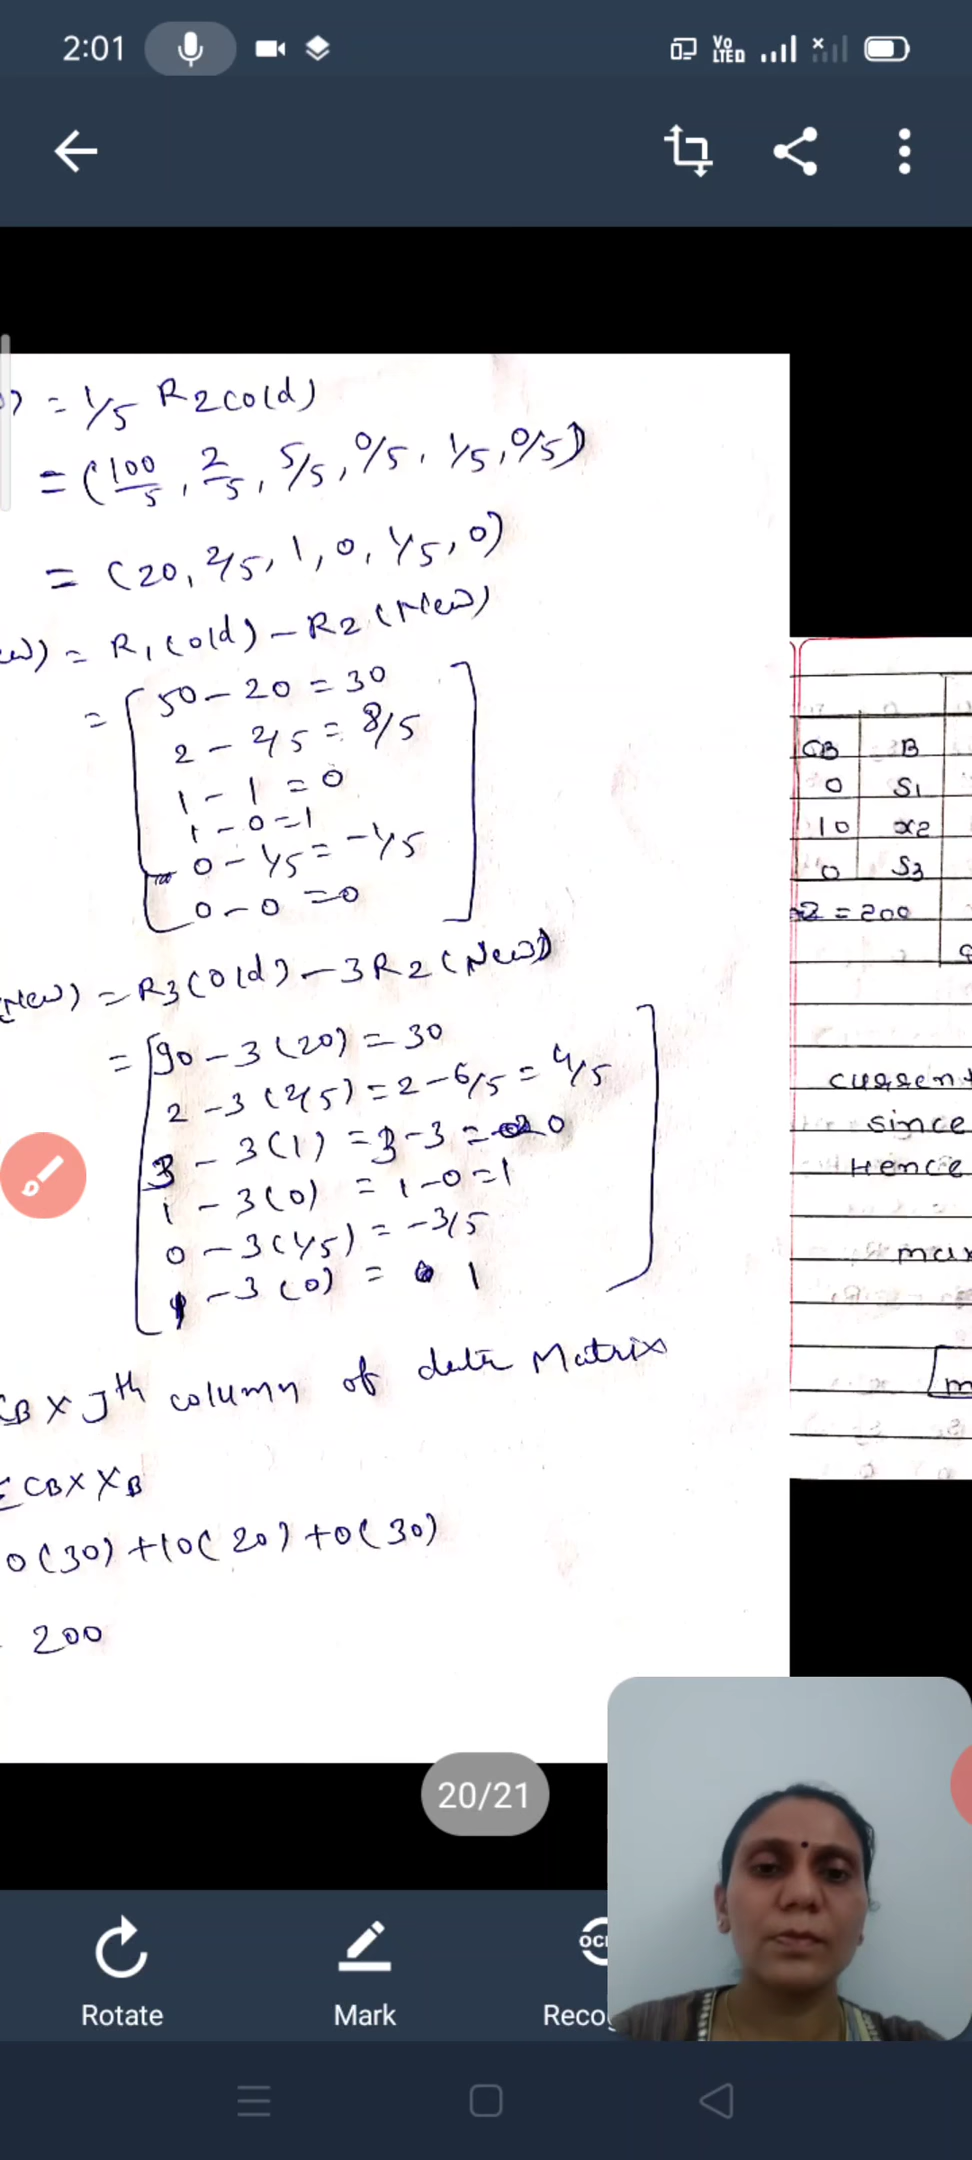 2:01
Vo LTE
= 1/5 R2(old)
= (100/5, 2/5, 5/5, 0/5, 1/5, 0/5)
= (20, 2/5, 1, 0, 1/5, 0)
ew) = R1(old) - R2(New)
= 50 - 20 = 30
2 - 2/5 = 8/5
1 - 1 = 0
1 - 0 = 1
0 - 1/5 = -1/5
0 - 0 = 0
(New) = R3(old) - 3R2(New)
= 90 - 3(20) = 30
2 - 3(2/5) = 2 - 6/5 = 4/5
3 - 3(1) = 3 - 3 = 0
1 - 3(0) = 1 - 0 = 1
0 - 3(1/5) = -3/5
1 - 3(0) = 1
CB X Jth column of data Matrix
CB X XB
0(30) + 10(20) + 0(30)
200
CB B
0 S1
10 x2
0 S3
Z = 200
current
since
Hence
max
m
20/21
Rotate
Mark
Reco
OC